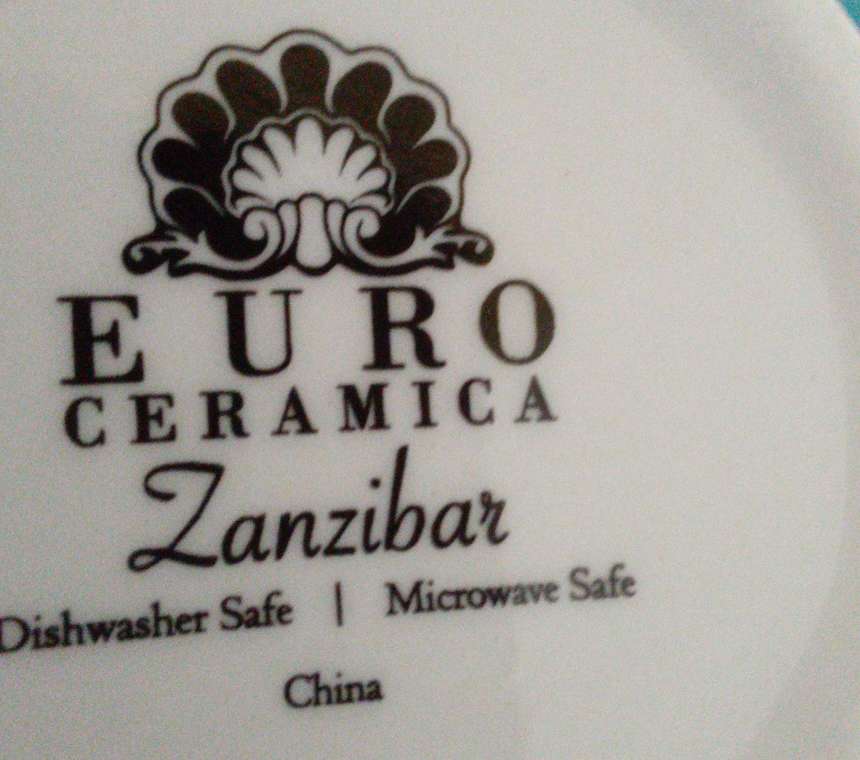 EURO
CERAMICA
Zanzibar
Dishwasher Safe | Microwave Safe
China